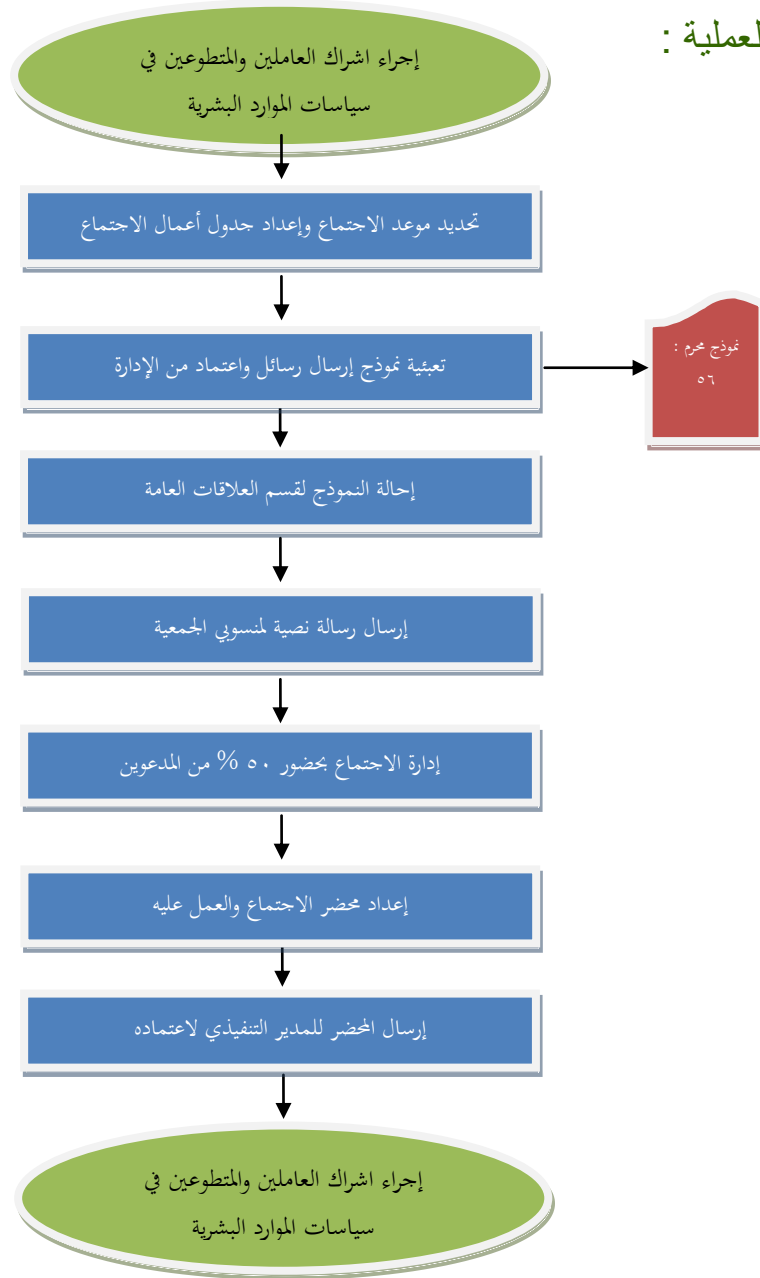 لعملية :
إجراء اشراك العاملين والمتطوعين في
سياسات الموارد البشرية
تحديد موعد الاجتماع وإعداد جدول أعمال الاجتماع
تعبئية نموذج إرسال رسائل واعتماد من الإدارة
نموذج محرم :
٥٦
إحالة النموذج لقسم العلاقات العامة
إرسال رسالة نصية لمنسوبي الجمعية
إدارة الاجتماع بحضور ٥٠ % من المدعوين
إعداد محضر الاجتماع والعمل عليه
إرسال المحضر للمدير التنفيذي لاعتماده
إجراء اشراك العاملين والمتطوعين في
سياسات الموارد البشرية